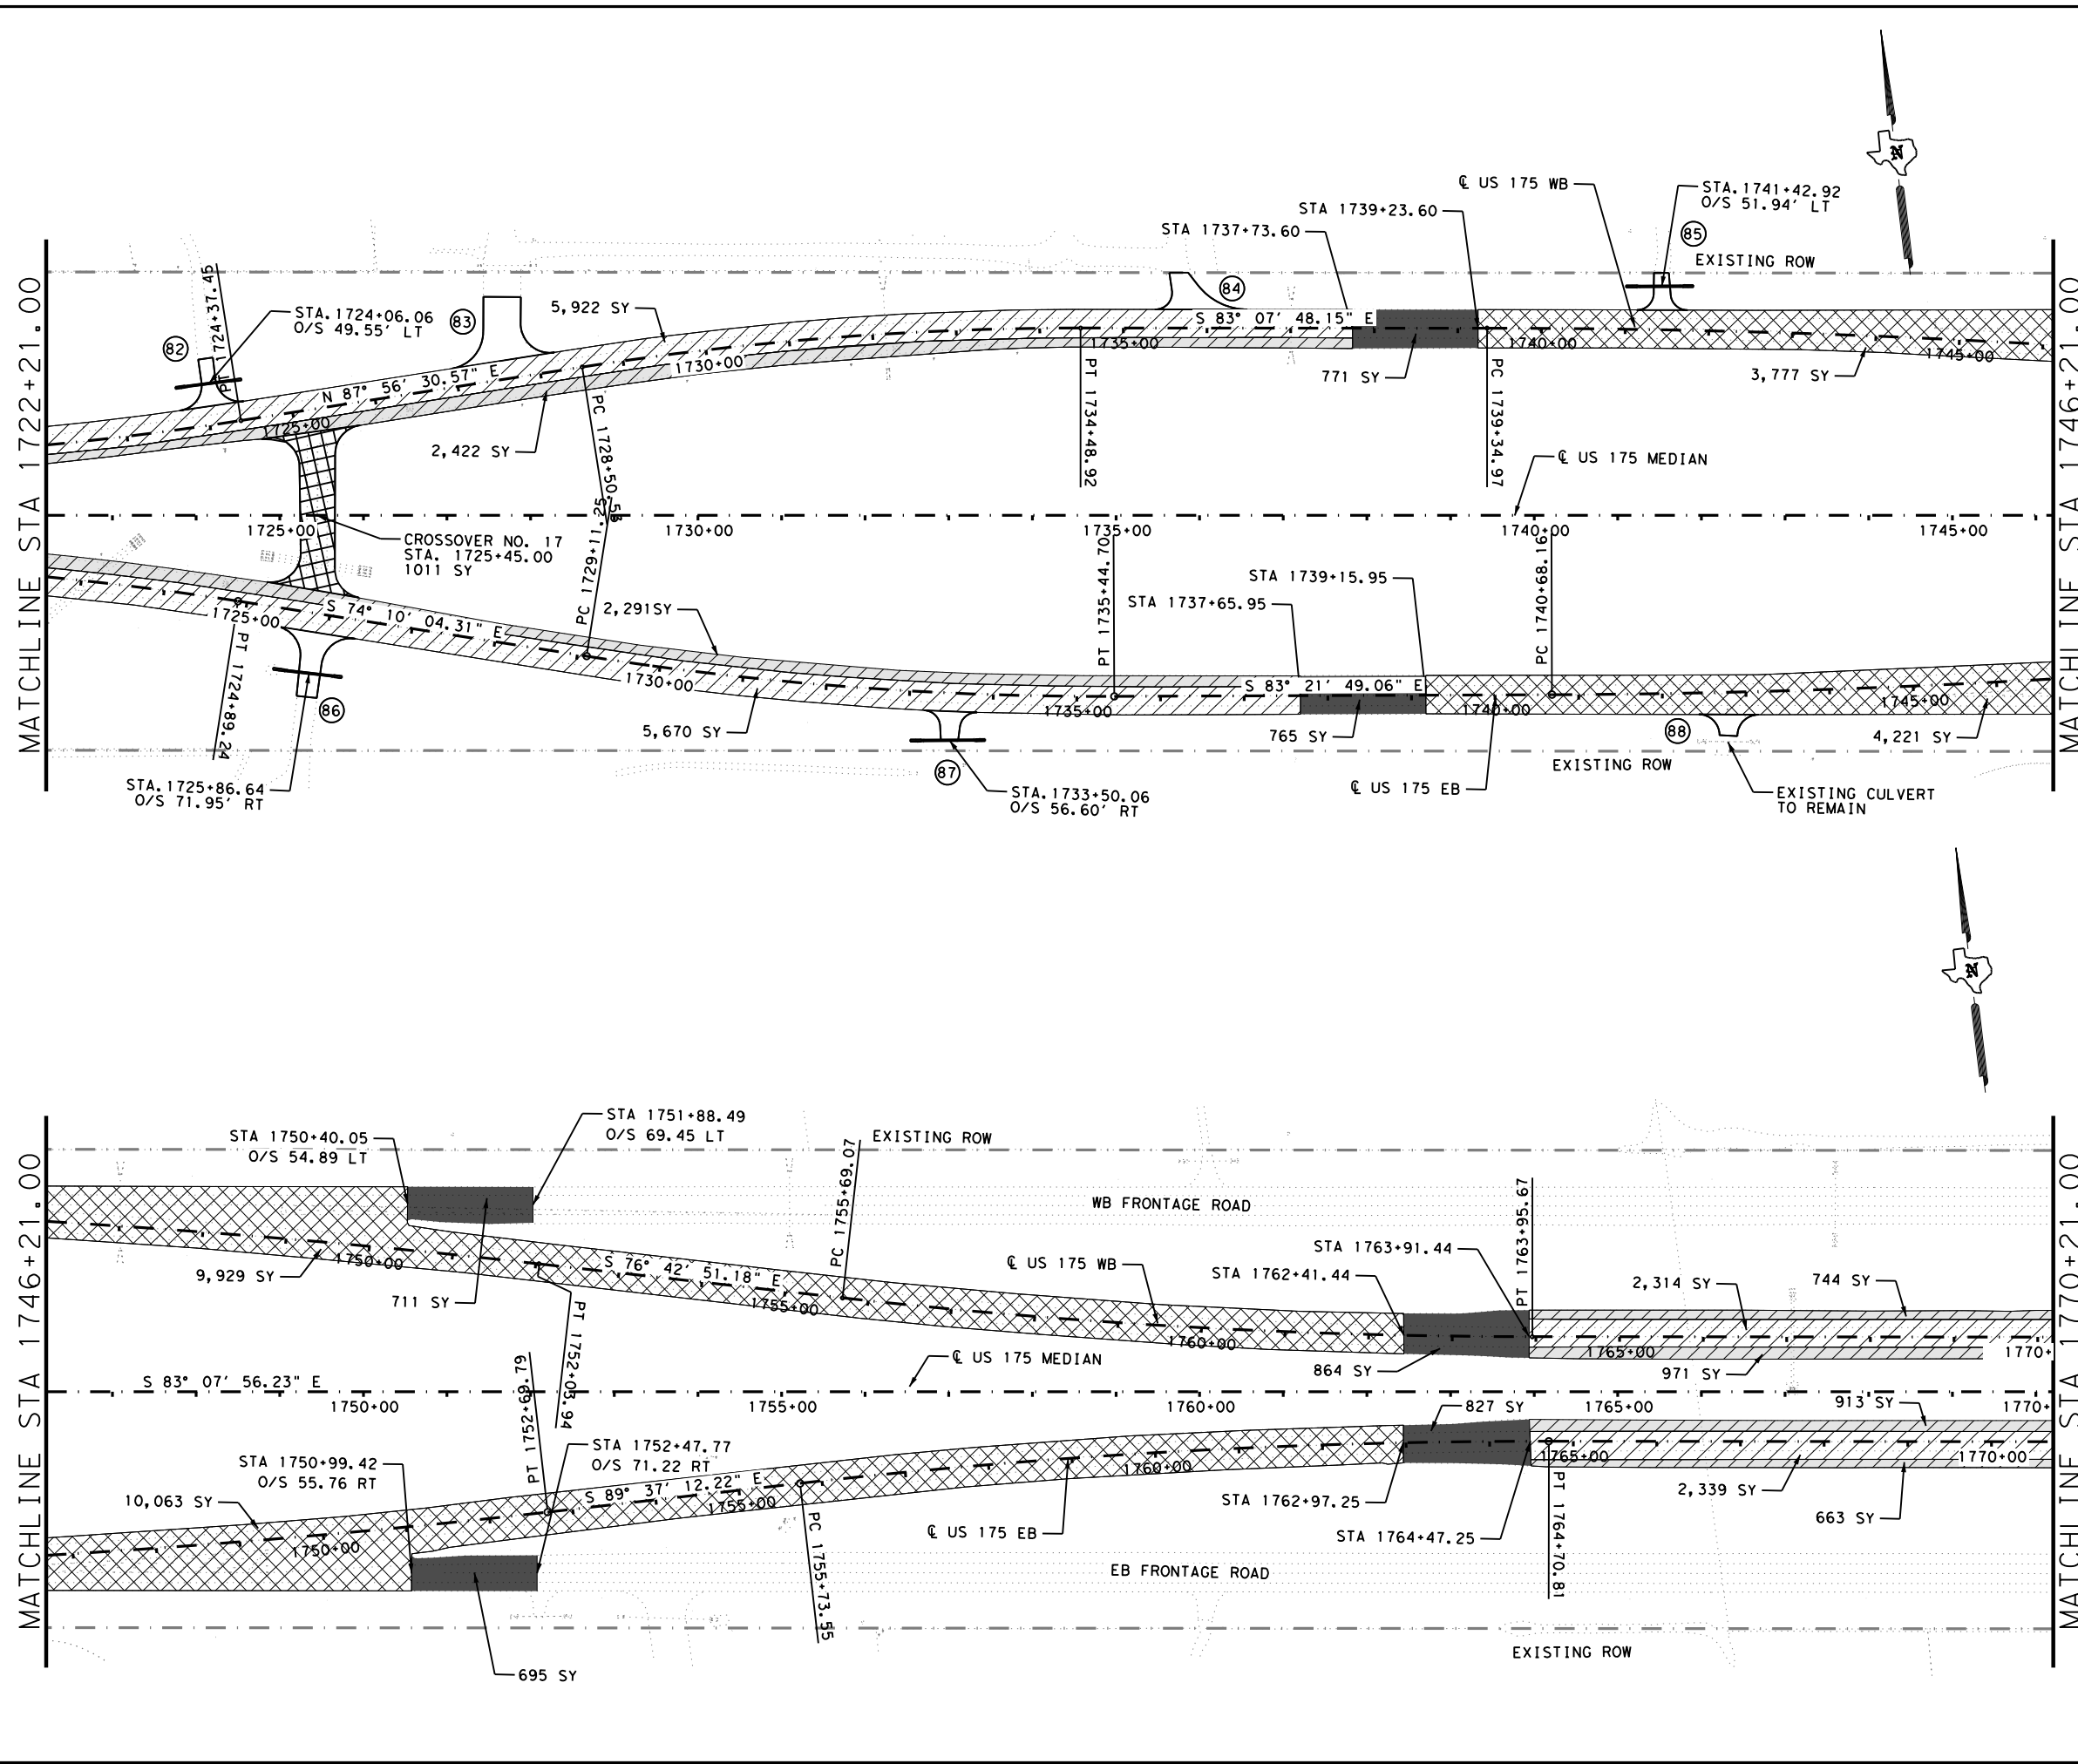 MATCHLINE STA 1722+21.00
MATCHLINE STA 1746+21.00
N
℄ US 175 WB
STA.1741+42.92
O/S 51.94' LT
STA 1739+23.60
STA 1737+73.60
85
EXISTING ROW
84
PT 1724+37.45
STA.1724+06.06
O/S 49.55' LT
82
83
5,922 SY
S 83° 07' 48.15" E
N 87° 56' 30.57" E
1725+00
1730+00
1735+00
1740+00
1745+00
771 SY
3,777 SY
2,422 SY
PC 1728+50.58
PT 1734+48.92
PC 1739+34.97
℄ US 175 MEDIAN
1725+00
1730+00
1735+00
1740+00
1745+00
CROSSOVER NO. 17
STA. 1725+45.00
1011 SY
PC 1729+11.25
PT 1735+44.70
PC 1740+68.16
STA 1739+15.95
STA 1737+65.95
2,291SY
S 74° 10' 04.31" E
1725+00
1730+00
1735+00
1740+00
1745+00
S 83° 21' 49.06" E
PT 1724+89.24
86
5,670 SY
765 SY
88
4,221 SY
87
EXISTING ROW
STA.1725+86.64
O/S 71.95' RT
STA.1733+50.06
O/S 56.60' RT
℄ US 175 EB
EXISTING CULVERT
TO REMAIN
N
MATCHLINE STA 1746+21.00
MATCHLINE STA 1770+21.00
STA 1750+40.05
O/S 54.89 LT
STA 1751+88.49
O/S 69.45 LT
PC 1755+69.07
EXISTING ROW
WB FRONTAGE ROAD
PT 1763+95.67
STA 1763+91.44
STA 1762+41.44
℄ US 175 WB
S 76° 42' 51.18" E
1750+00
1755+00
1760+00
1765+00
1770+
9,929 SY
711 SY
2,314 SY
744 SY
864 SY
971 SY
℄ US 175 MEDIAN
PT 1752+03.94
S 83° 07' 56.23" E
1750+00
1755+00
1760+00
1765+00
1770+
827 SY
913 SY
PT 1752+69.79
STA 1750+99.42
O/S 55.76 RT
STA 1752+47.77
O/S 71.22 RT
10,063 SY
S 89° 37' 12.22" E
1750+00
1755+00
1760+00
1765+00
1770+00
PC 1755+73.55
℄ US 175 EB
STA 1762+97.25
STA 1764+47.25
PT 1764+70.81
2,339 SY
663 SY
EB FRONTAGE ROAD
695 SY
EXISTING ROW